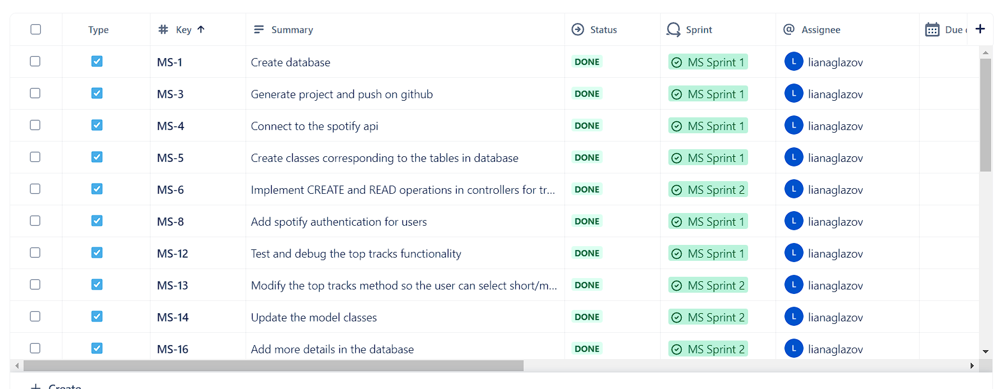 Type Key Summary Status Sprint Assignee Due
MS-1 Create database DONE MS Sprint 1 L lianaglazov
MS-3 Generate project and push on github DONE MS Sprint 1 L lianaglazov
MS-4 Connect to the spotify api DONE MS Sprint 1 L lianaglazov
MS-5 Create classes corresponding to the tables in database DONE MS Sprint 1 L lianaglazov
MS-6 Implement CREATE and READ operations in controllers for tr... DONE MS Sprint 2 L lianaglazov
MS-8 Add spotify authentication for users DONE MS Sprint 1 L lianaglazov
MS-12 Test and debug the top tracks functionality DONE MS Sprint 1 L lianaglazov
MS-13 Modify the top tracks method so the user can select short/m... DONE MS Sprint 2 L lianaglazov
MS-14 Update the model classes DONE MS Sprint 2 L lianaglazov
MS-16 Add more details in the database DONE MS Sprint 2 L lianaglazov
+ Create